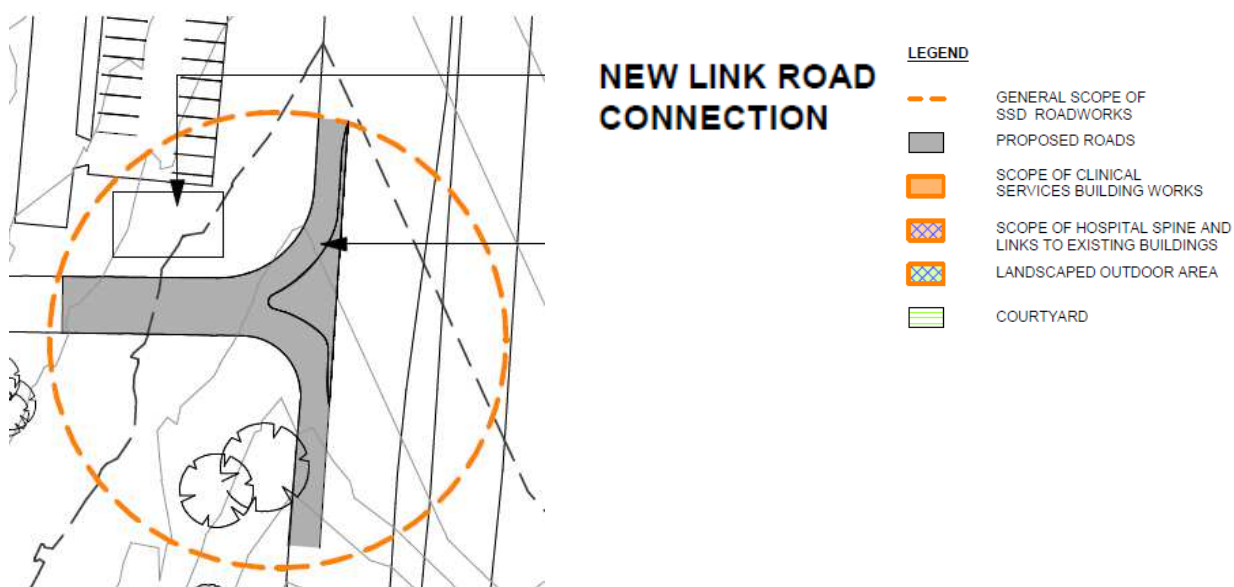 NEW LINK ROAD
CONNECTION
LEGEND
GENERAL SCOPE OF
SSD ROADWORKS
PROPOSED ROADS
SCOPE OF CLINICAL
SERVICES BUILDING WORKS
SCOPE OF HOSPITAL SPINE AND
LINKS TO EXISTING BUILDINGS
LANDSCAPED OUTDOOR AREA
COURTYARD